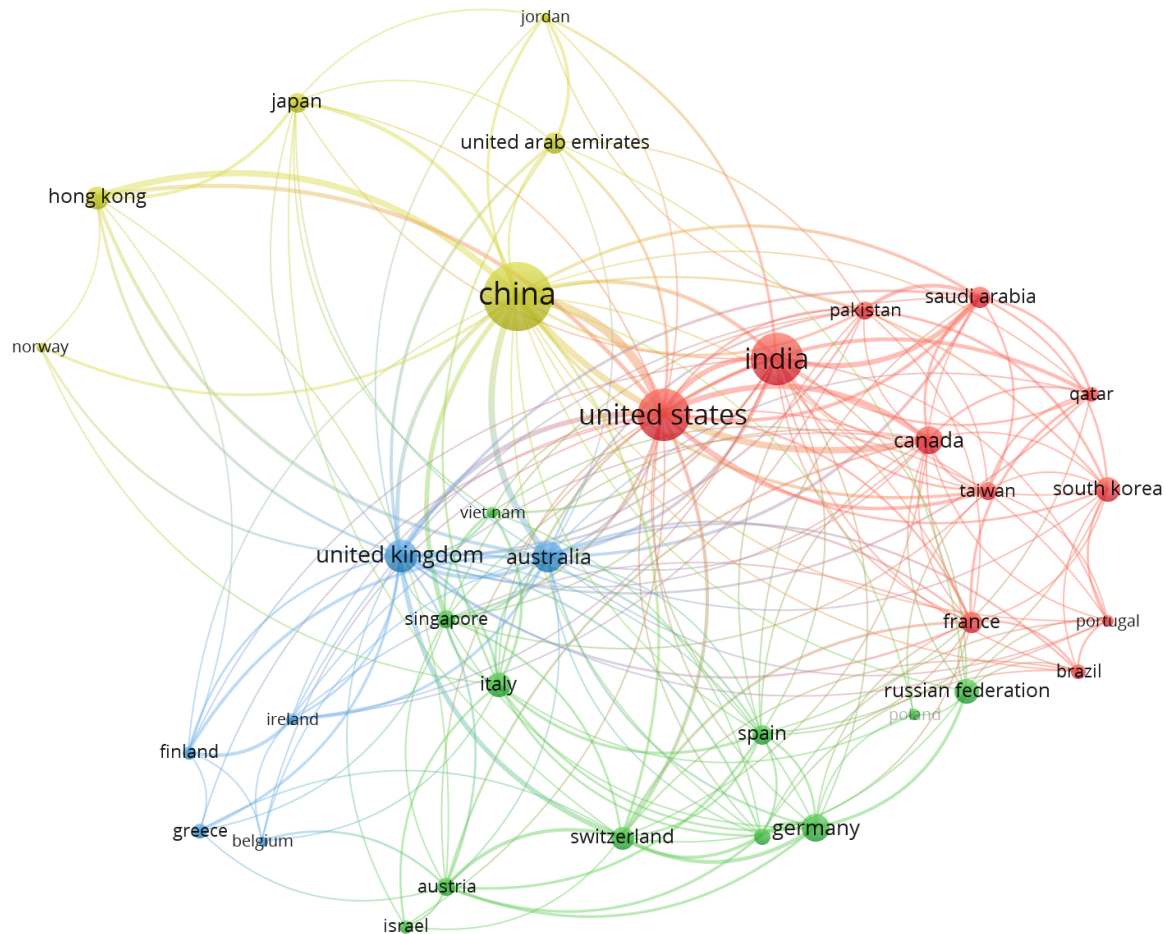 jordan
japan
united arab emirates
hong kong
china
saudi arabia
pakistan
norway
india
qatar
united states
canada
south korea
taiwan
viet nam
united kingdom
australia
singapore
france
portugal
brazil
italy
russian federation
poland
ireland
spain
finland
germany
greece
switzerland
belgium
austria
israel